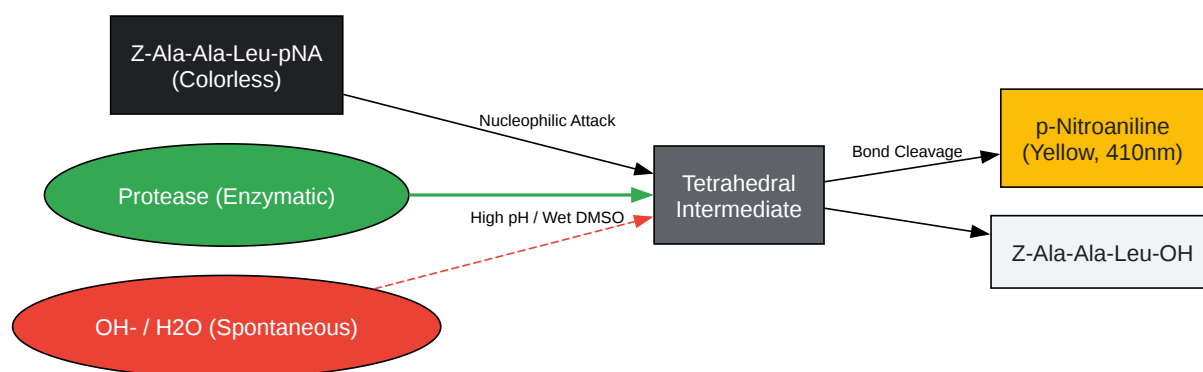 Z-Ala-Ala-Leu-pNA
(Colorless)
Nucleophilic Attack
Protease (Enzymatic)
High pH / Wet DMSO
OH- / H2O (Spontaneous)
Tetrahedral
Intermediate
Bond Cleavage
p-Nitroaniline
(Yellow, 410nm)
Z-Ala-Ala-Leu-OH